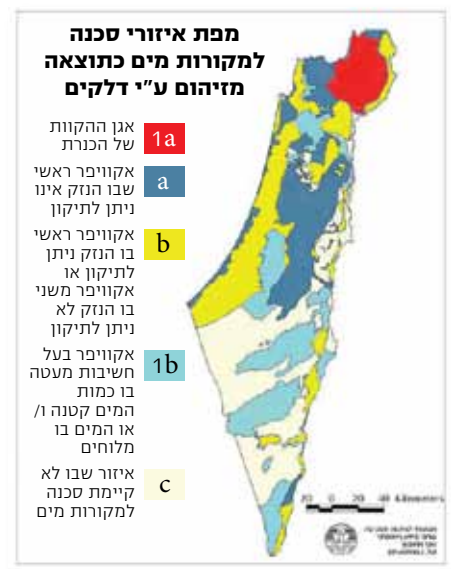 מפת איזורי סכנה
למקורות מים כתוצאה
מזיהום ע"י דלקים
1a
אגן ההקוות
של הכנרת
a
אקוויפר ראשי
שבו הנזק אינו
ניתן לתיקון
b
אקוויפר ראשי
בו הנזק ניתן
לתיקון או
אקוויפר משני
בו הנזק לא
ניתן לתיקון
1b
אקוויפר בעל
חשיבות מעטה
בו כמות
המים קטנה ו/
או המים בו
מלוחים
c
איזור שבו לא
קיימת סכנה
למקורות מים
20 0 20 40 Kilometers